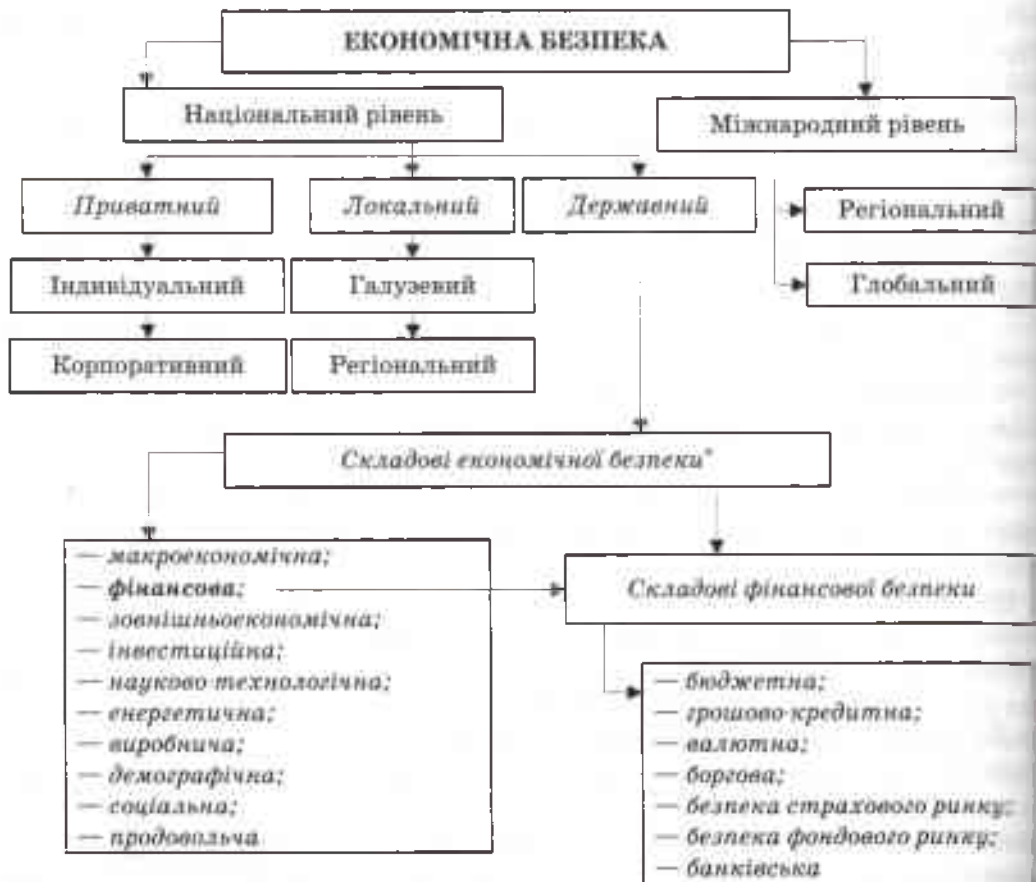 ЕКОНОМІЧНА БЕЗПЕКА
Національний рівень
Міжнародний рівень
Приватний
Локальний
Державний
Регіональний
Індивідуальний
Галузевий
Глобальний
Корпоративний
Регіональний
Складові економічної безпеки*
— макроекономічна;
— фінансова;
— зовнішньоекономічна;
— інвестиційна;
— науково технологічна;
— енергетична;
— виробнича;
— демографічна;
— соціальна;
— продовольча
Складові фінансової безпеки
— бюджетна;
— грошово-кредитна;
— валютна;
— боргова;
— безпека страхового ринку;
— безпека фондового ринку;
— банківська